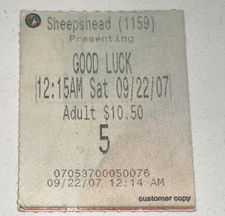 Sheepshead (1159)
Presenting
GOOD LUCK
12:15AM Sat 09/22/07
Adult $10.50
5
07053700050076
09/22/07 12:14 AM
customer copy